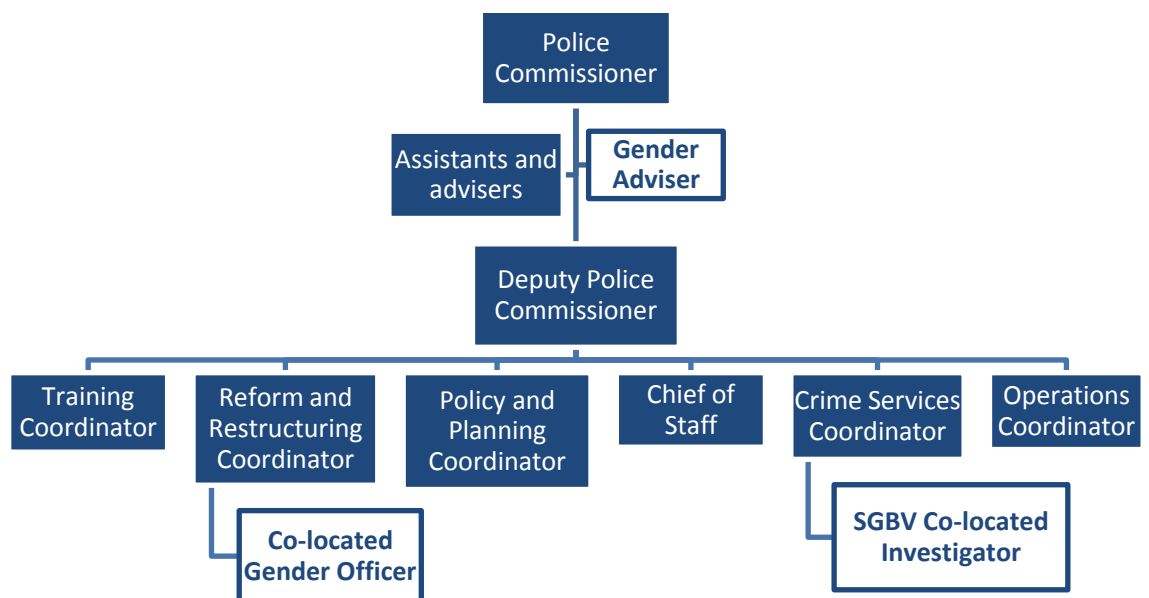 Police
Commissioner
Assistants and
advisers
Gender
Adviser
Deputy Police
Commissioner
Training
Coordinator
Reform and
Restructuring
Coordinator
Policy and
Planning
Coordinator
Chief of
Staff
Crime Services
Coordinator
Operations
Coordinator
Co-located
Gender Officer
SGBV Co-located
Investigator